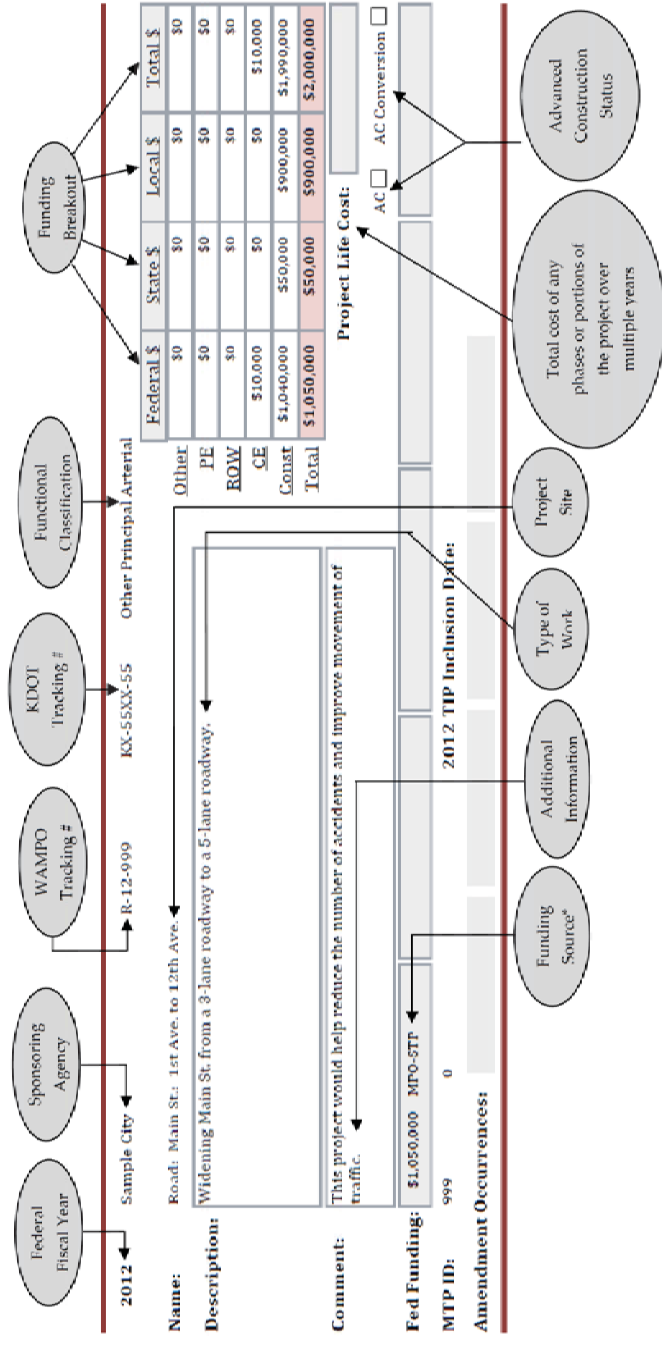 Federal
Fiscal Year
Sponsoring
Agency
WAMPO
Tracking #
KDOT
Tracking #
Functional
Classification
Funding
Breakout
2012
Sample City
R-12-999
KX-55XX-55
Other Principal Arterial
Federal $ State $ Local $ Total $
Name: Road: Main St.: 1st Ave. to 12th Ave.
Other $0 $0 $0 $0
Description: Widening Main St. from a 3-lane roadway to a 5-lane roadway.
PE $0 $0 $0 $0
ROW $0 $0 $0 $0
CE $10,000 $0 $0 $10,000
Const $1,040,000 $50,000 $900,000 $1,990,000
Total $1,050,000 $50,000 $900,000 $2,000,000
Comment: This project would help reduce the number of accidents and improve movement of
traffic.
Project Life Cost:
AC AC Conversion
Fed Funding: $1,050,000 MPO-STP
MTP ID: 999 0 2012 TIP Inclusion Date:
Amendment Occurrences:
Funding
Source*
Additional
Information
Type of
Work
Project
Site
Total cost of any
phases or portions of
the project over
multiple years
Advanced
Construction
Status